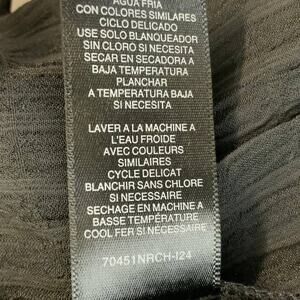 AGUA FRIA
CON COLORES SIMILARES
CICLO DELICADO
USE SOLO BLANQUEADOR
SIN CLORO SI NECESITA
SECAR EN SECADORA A
BAJA TEMPERATURA
PLANCHAR
A TEMPERATURA BAJA
SI NECESITA
LAVER A LA MACHINE A
L'EAU FROIDE
AVEC COULEURS
SIMILAIRES
CYCLE DELICAT
BLANCHIR SANS CHLORE
SI NECESSAIRE
SECHAGE EN MACHINE A
BASSE TEMPÉRATURE
COOL FER SI NÉCESSAIRE
70451NRCH-I24